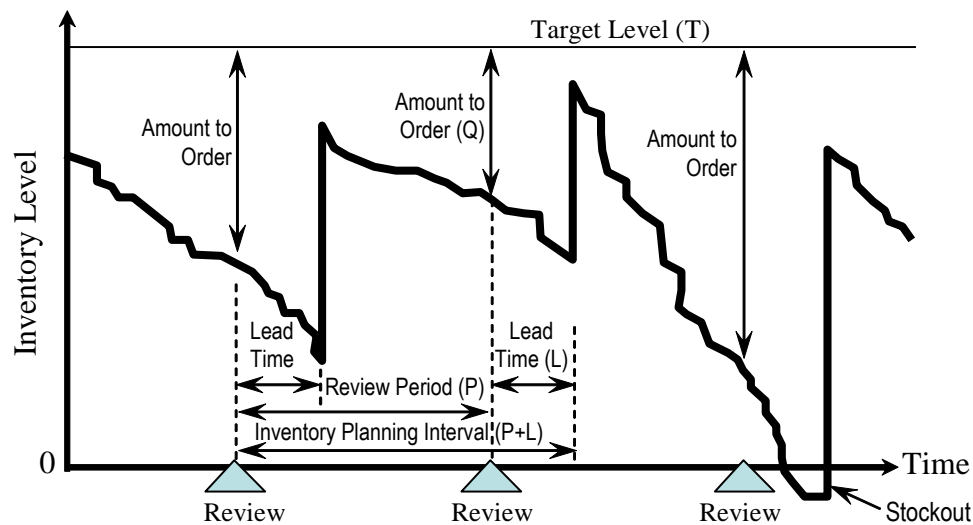 Target Level (T)
Amount to
Order
Amount to
Order (Q)
Amount to
Order
Inventory Level
Lead
Time
Lead
Time (L)
Review Period (P)
Inventory Planning Interval (P+L)
0
Time
Review
Review
Review
Stockout